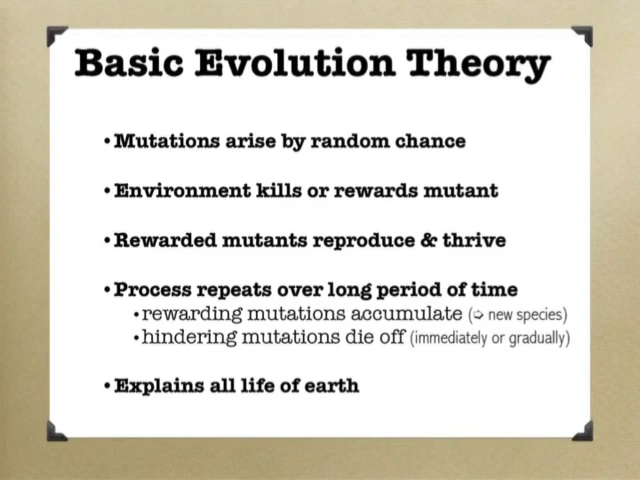 Basic Evolution Theory
• Mutations arise by random chance
• Environment kills or rewards mutant
• Rewarded mutants reproduce & thrive
• Process repeats over long period of time
• rewarding mutations accumulate (➩ new species)
• hindering mutations die off (immediately or gradually)
• Explains all life of earth